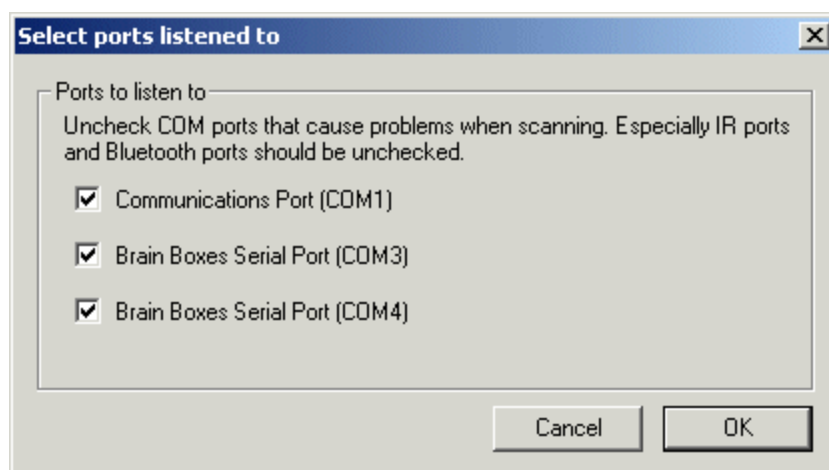 Select ports listened to
Ports to listen to
Uncheck COM ports that cause problems when scanning. Especially IR ports
and Bluetooth ports should be unchecked.
Communications Port (COM1)
Brain Boxes Serial Port (COM3)
Brain Boxes Serial Port (COM4)
Cancel OK